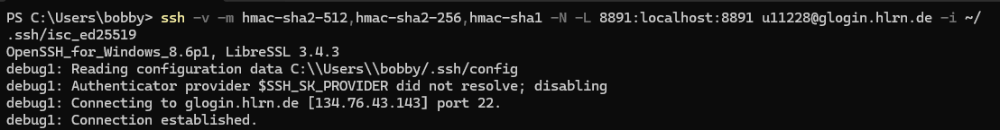 PS C:\Users\bobby> ssh -v -m hmac-sha2-512,hmac-sha2-256,hmac-sha1 -N -L 8891:localhost:8891 u11228@glogin.hlrn.de -i ~/
.ssh/isc_ed25519
OpenSSH_for_Windows_8.6p1, LibreSSL 3.4.3
debug1: Reading configuration data C:\\Users\\bobby/.ssh/config
debug1: Authenticator provider $SSH_SK_PROVIDER did not resolve; disabling
debug1: Connecting to glogin.hlrn.de [134.76.43.143] port 22.
debug1: Connection established.